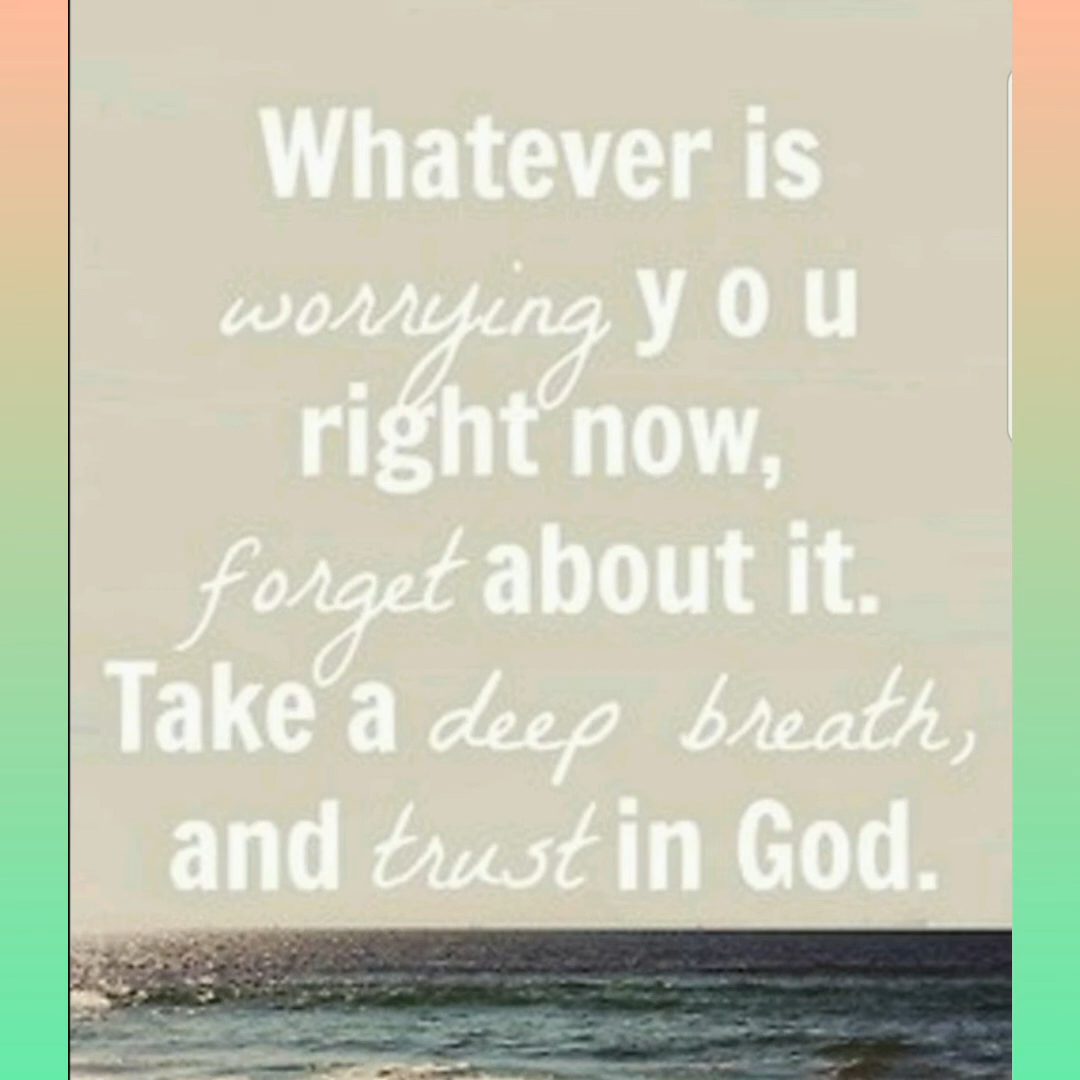 Whatever is
worrying you
right now,
forget about it.
Take a deep breath,
and trust in God.